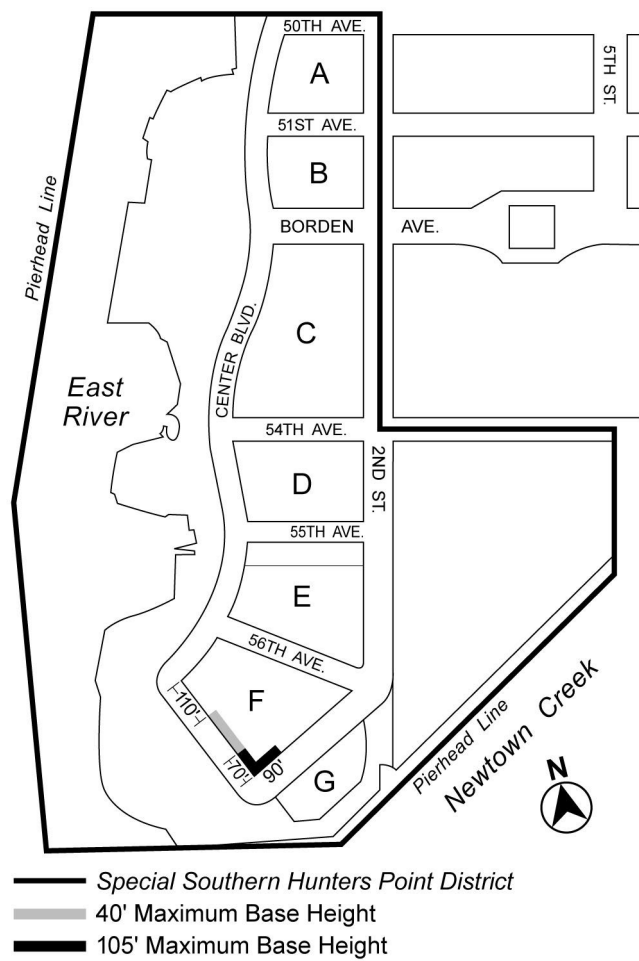 50TH AVE.
5TH ST.
A
51ST AVE.
B
Pierhead Line
BORDEN AVE.
CENTER BLVD.
C
East
River
54TH AVE.
2ND ST.
D
55TH AVE.
E
56TH AVE.
F
110'
70'
90'
G
Pierhead Line
Newtown Creek
N
Special Southern Hunters Point District
40' Maximum Base Height
105' Maximum Base Height